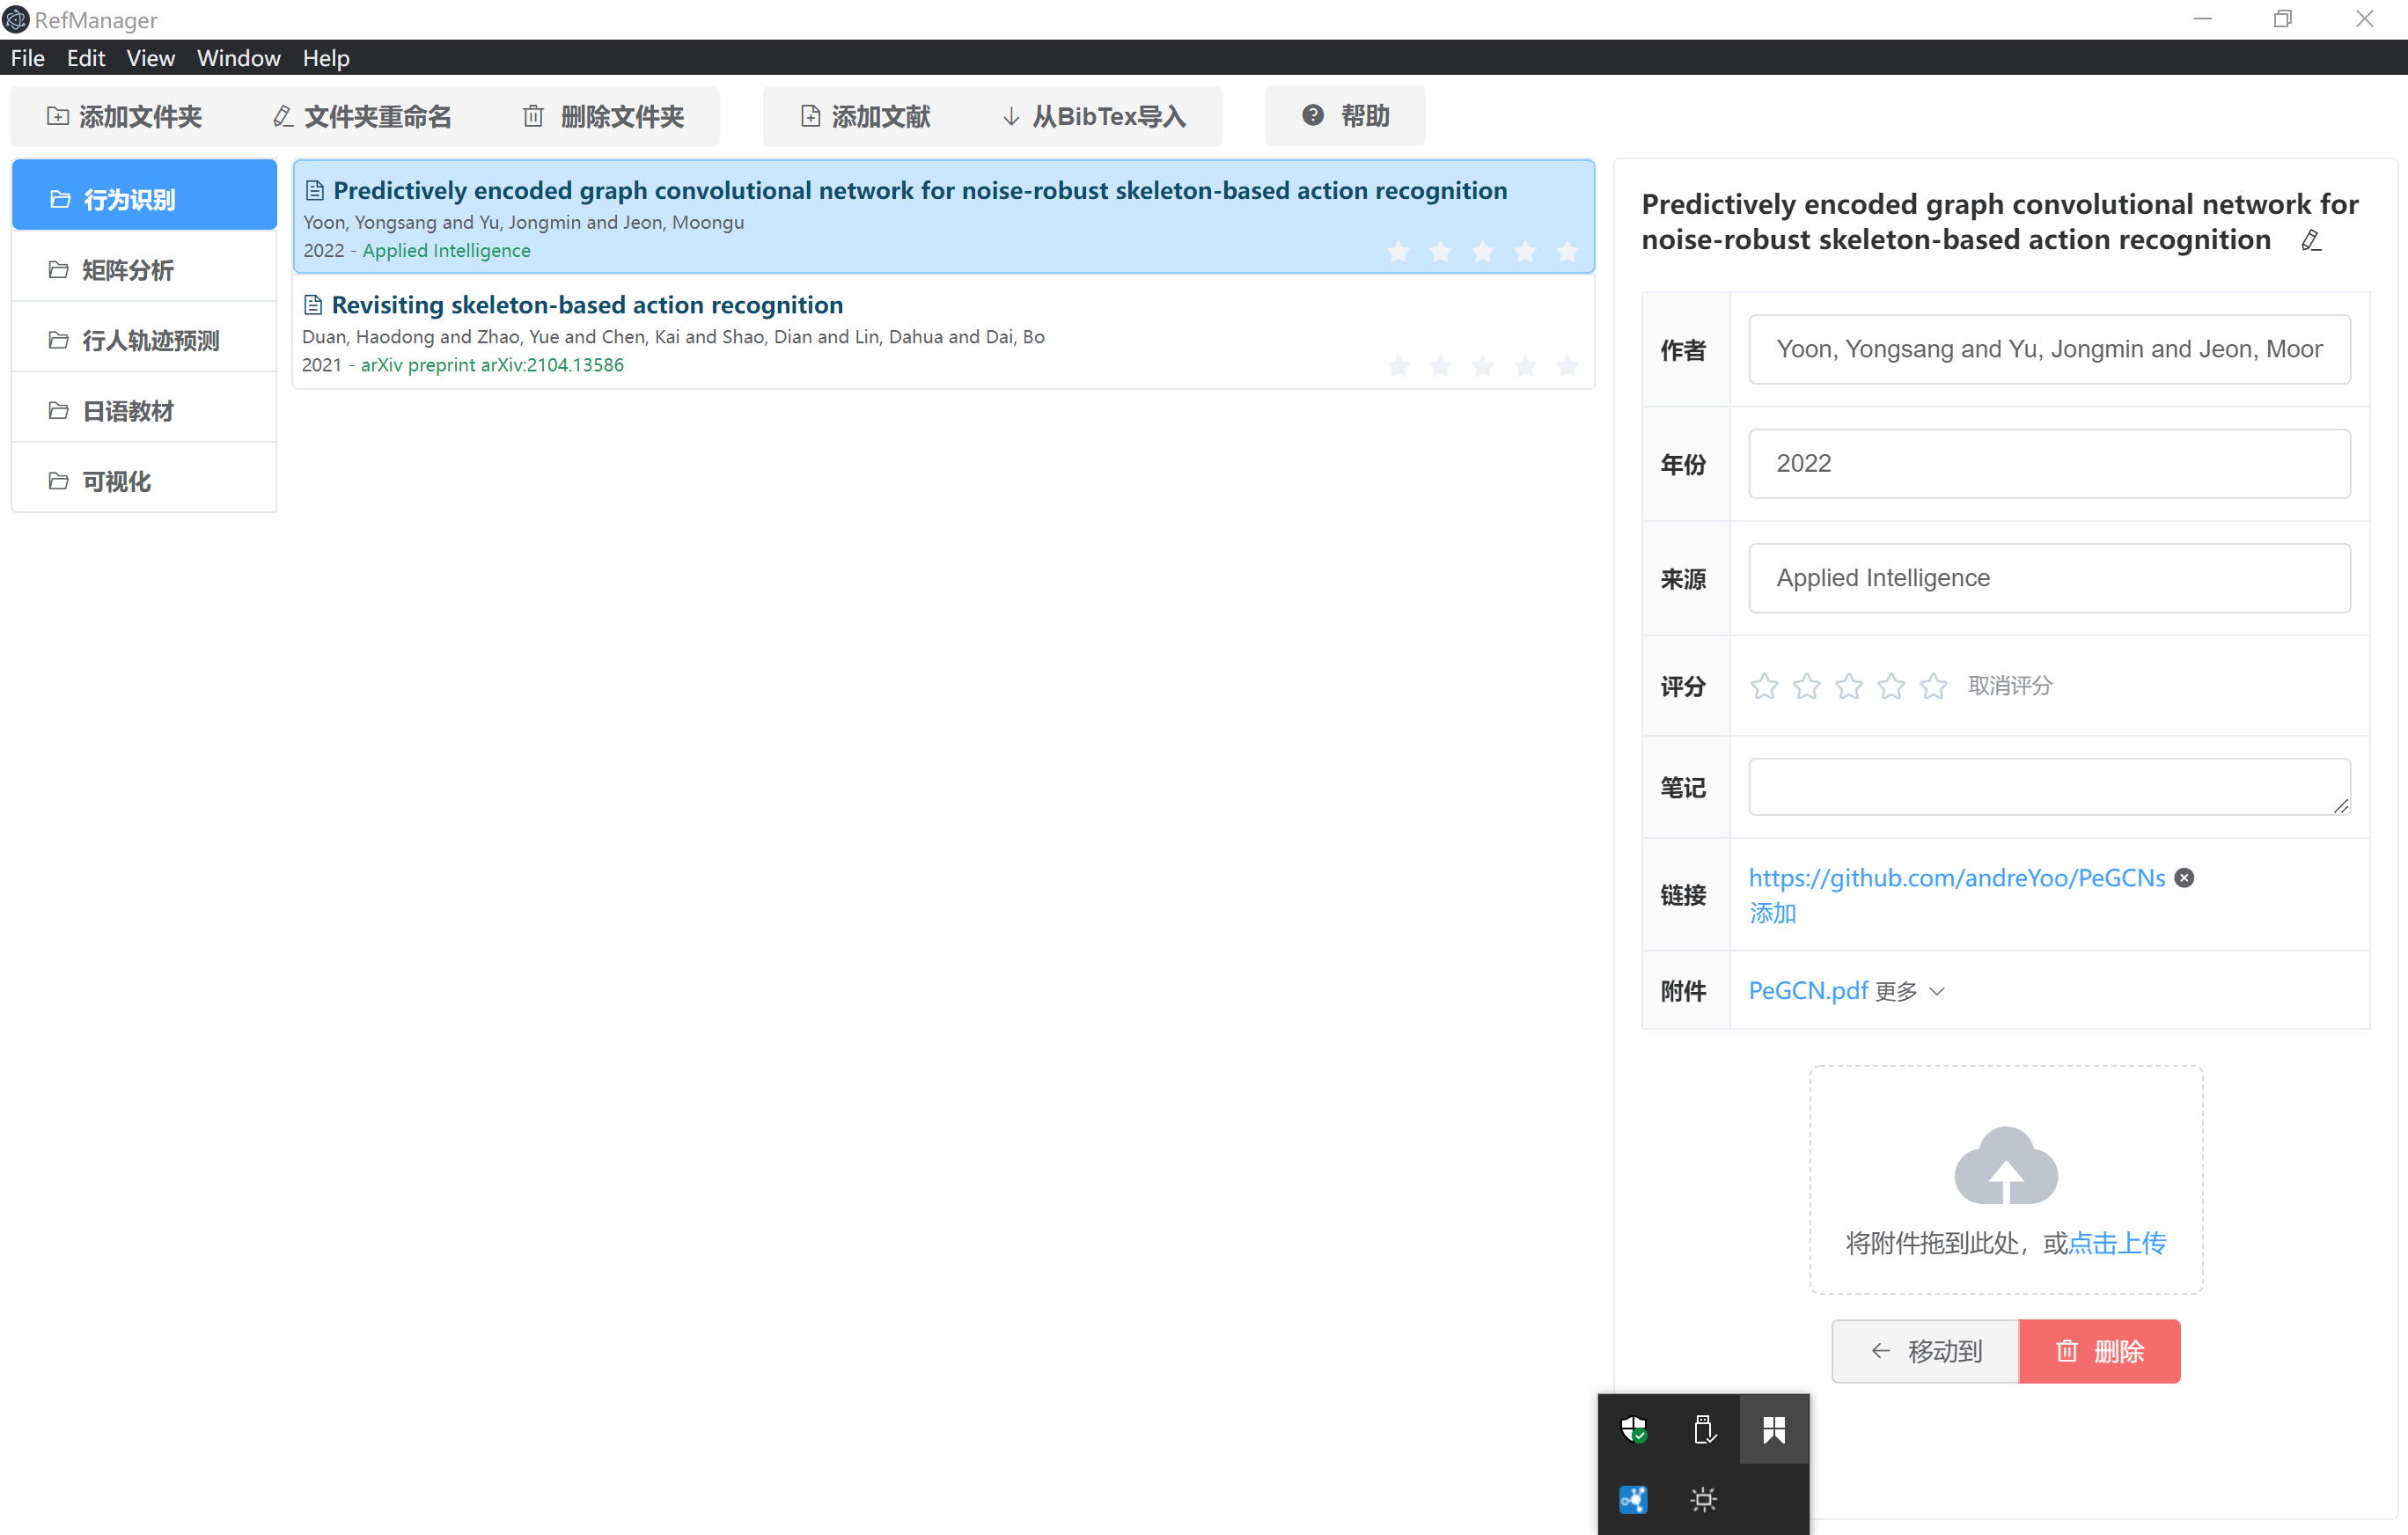 RefManager
File Edit View Window Help
添加文件夹 文件夹重命名 删除文件夹 添加文献 从BibTex导入 帮助
行为识别
矩阵分析
行人轨迹预测
日语教材
可视化
Predictively encoded graph convolutional network for noise-robust skeleton-based action recognition
Yoon, Yongsang and Yu, Jongmin and Jeon, Moongu
2022 - Applied Intelligence
Revisiting skeleton-based action recognition
Duan, Haodong and Zhao, Yue and Chen, Kai and Shao, Dian and Lin, Dahua and Dai, Bo
2021 - arXiv preprint arXiv:2104.13586
Predictively encoded graph convolutional network for
noise-robust skeleton-based action recognition
作者 Yoon, Yongsang and Yu, Jongmin and Jeon, Moor
年份 2022
来源 Applied Intelligence
评分 取消评分
笔记
链接 https://github.com/andreYoo/PeGCNs
添加
附件 PeGCN.pdf 更多
将附件拖到此处，或点击上传
移动到 删除